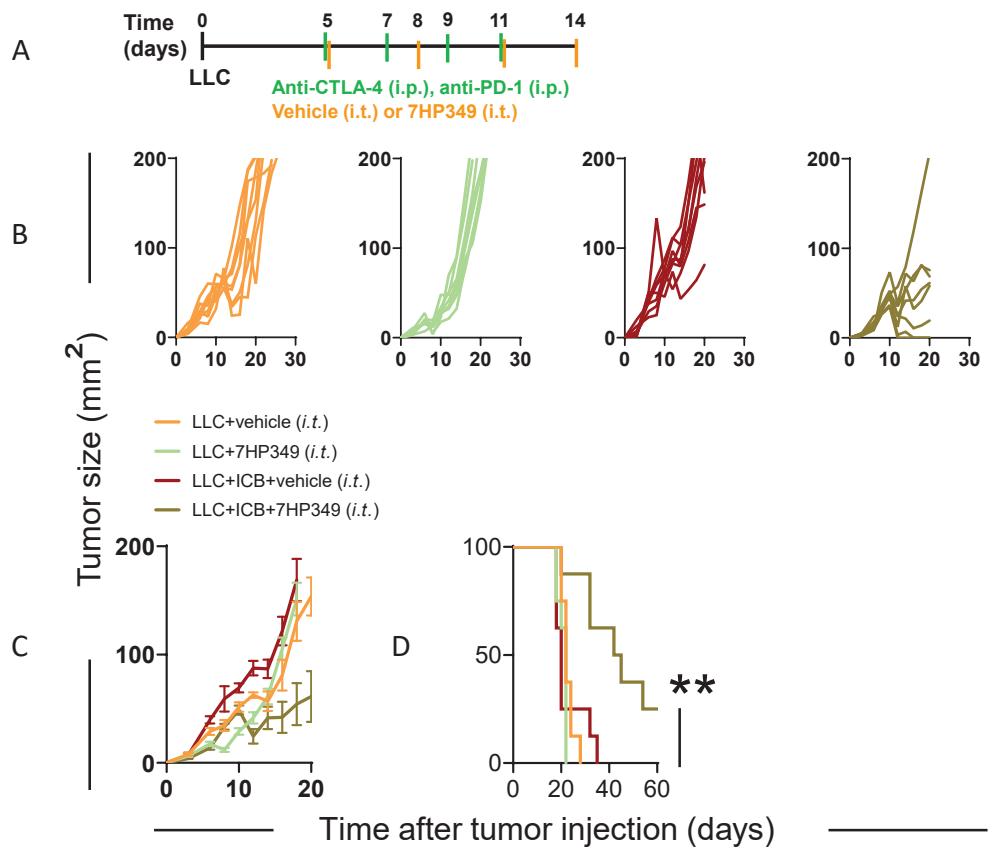 A
Time (days)
0 5 7 8 9 11 14
LLC
Anti-CTLA-4 (i.p.), anti-PD-1 (i.p.)
Vehicle (i.t.) or 7HP349 (i.t.)
B
200
100
0
0 10 20 30
200
100
0
0 10 20 30
200
100
0
0 10 20 30
200
100
0
0 10 20 30
Tumor size (mm²)
LLC+vehicle (i.t.)
LLC+7HP349 (i.t.)
LLC+ICB+vehicle (i.t.)
LLC+ICB+7HP349 (i.t.)
C
200
100
0
0 10 20
D
100
50
0
0 20 40 60
**
Time after tumor injection (days)